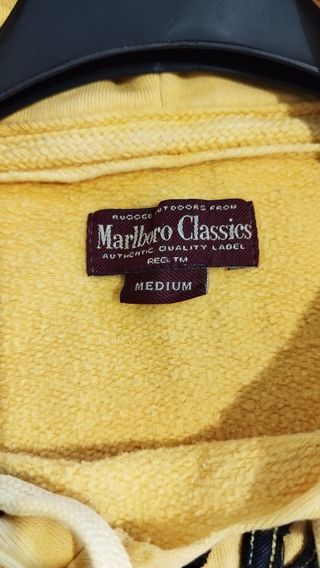 RUGGED OUTDOORS FROM
Marlboro Classics
AUTHENTIC QUALITY LABEL
REG. TM
MEDIUM